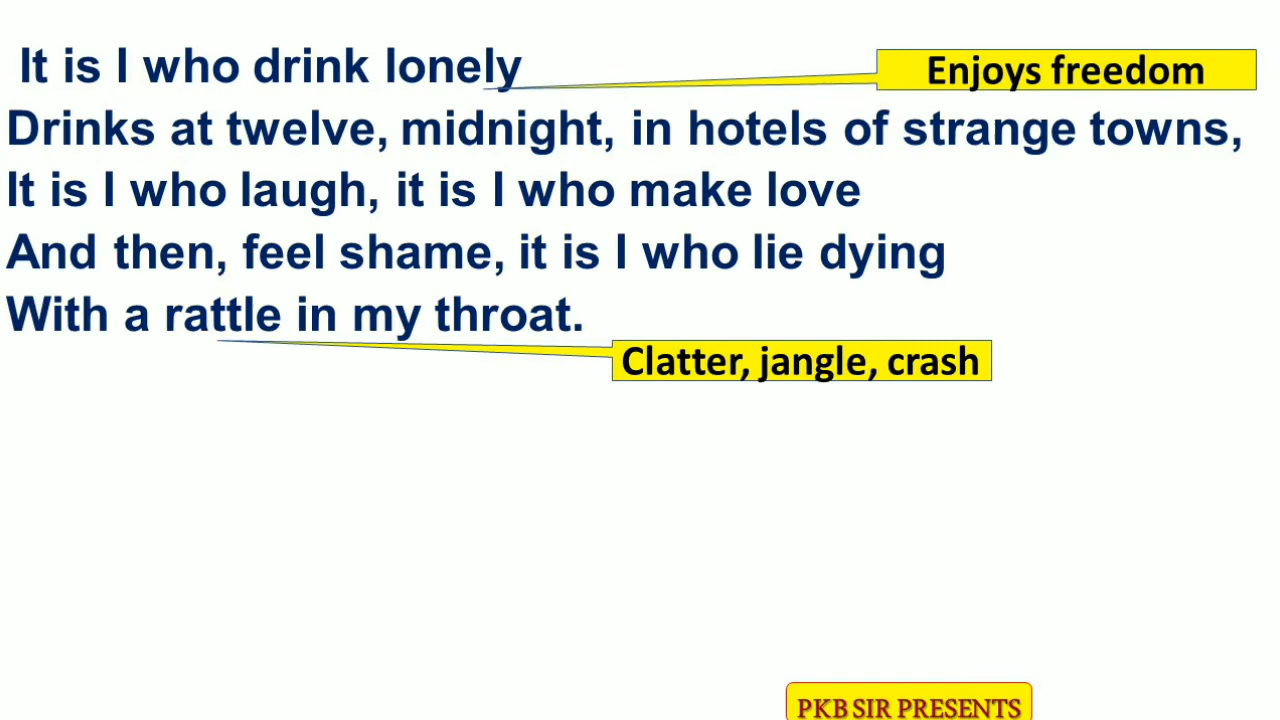 It is I who drink lonely
Enjoys freedom
Drinks at twelve, midnight, in hotels of strange towns,
It is I who laugh, it is I who make love
And then, feel shame, it is I who lie dying
With a rattle in my throat.
Clatter, jangle, crash
PKB SIR PRESENTS